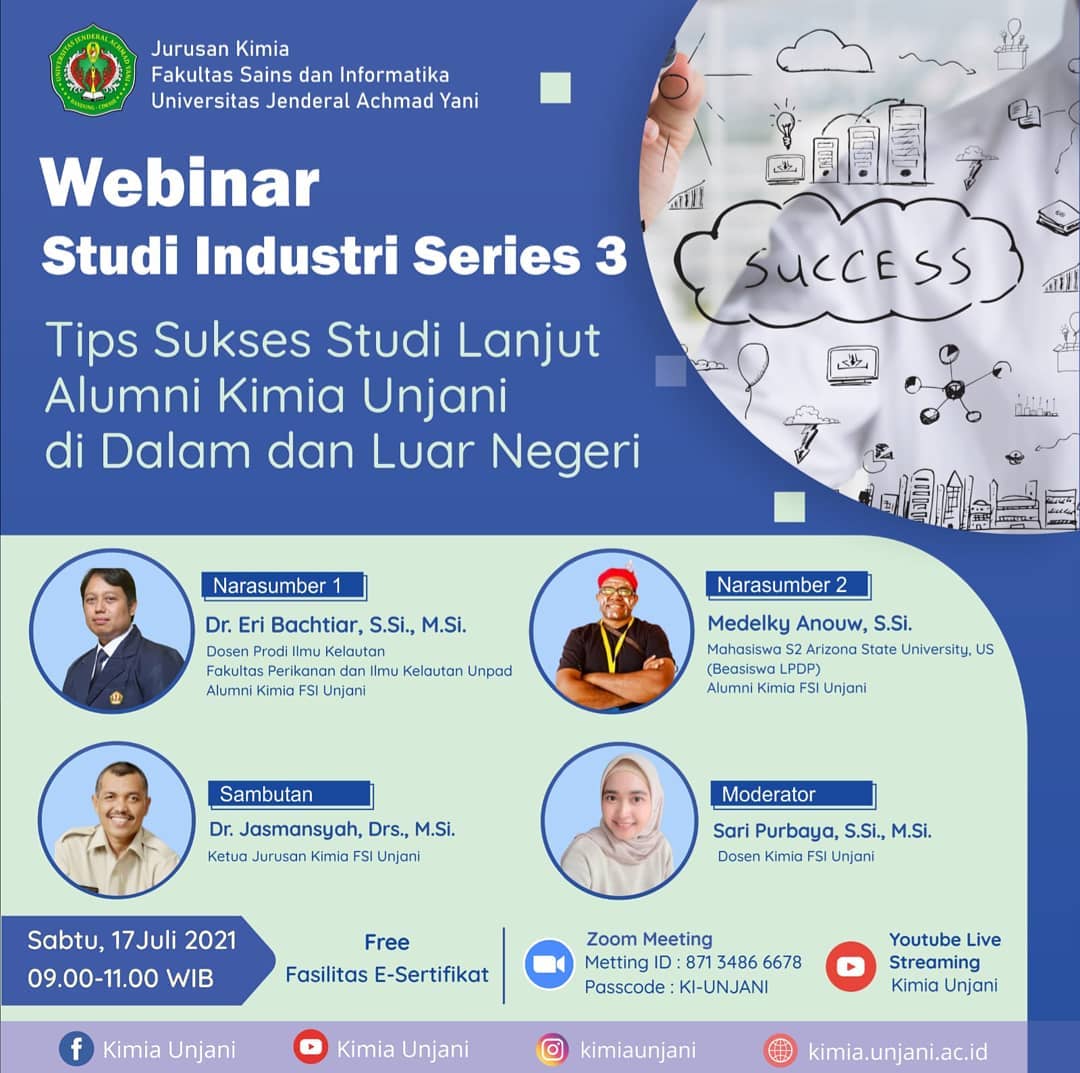 UNIVERSITAS JENDERAL ACHMAD YANI
BANDUNG - CIMAHI
Jurusan Kimia
Fakultas Sains dan Informatika
Universitas Jenderal Achmad Yani
Webinar
Studi Industri Series 3
Tips Sukses Studi Lanjut
Alumni Kimia Unjani
di Dalam dan Luar Negeri
SUCCESS
Narasumber 1
Dr. Eri Bachtiar, S.Si., M.Si.
Dosen Prodi Ilmu Kelautan
Fakultas Perikanan dan Ilmu Kelautan Unpad
Alumni Kimia FSI Unjani
Narasumber 2
Medelky Anouw, S.Si.
Mahasiswa S2 Arizona State University, US
(Beasiswa LPDP)
Alumni Kimia FSI Unjani
Sambutan
Dr. Jasmansyah, Drs., M.Si.
Ketua Jurusan Kimia FSI Unjani
Moderator
Sari Purbaya, S.Si., M.Si.
Dosen Kimia FSI Unjani
Sabtu, 17Juli 2021
09.00-11.00 WIB
Free
Fasilitas E-Sertifikat
Zoom Meeting
Metting ID : 871 3486 6678
Passcode : KI-UNJANI
Youtube Live
Streaming
Kimia Unjani
Kimia Unjani
Kimia Unjani
kimiaunjani
kimia.unjani.ac.id